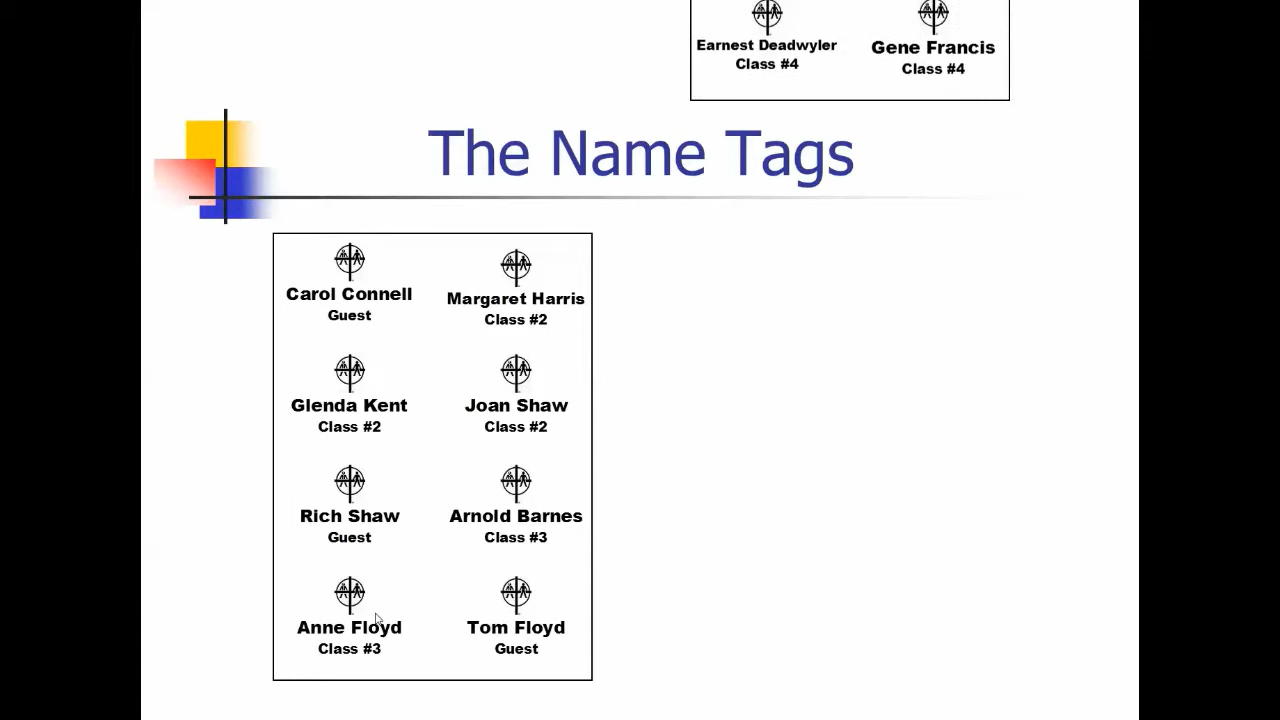 Earnest Deadwyler
Class #4
Gene Francis
Class #4
The Name Tags
Carol Connell
Guest
Margaret Harris
Class #2
Glenda Kent
Class #2
Joan Shaw
Class #2
Rich Shaw
Guest
Arnold Barnes
Class #3
Anne Floyd
Class #3
Tom Floyd
Guest